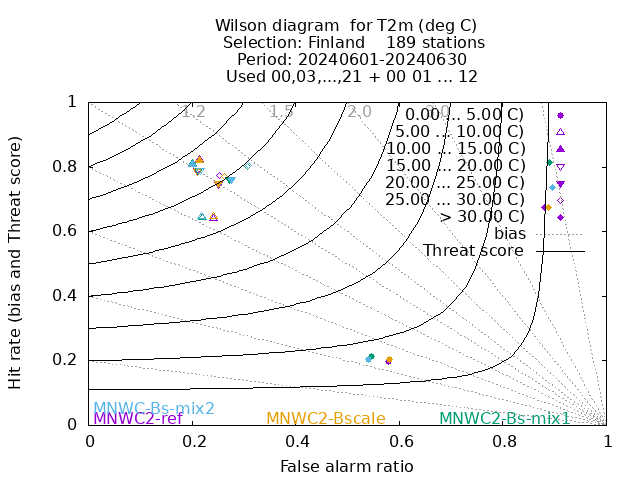 Wilson diagram  for T2m (deg C)
Selection: Finland    189 stations
Period: 20240601-20240630
Used 00,03,...,21 + 00 01 ... 12
Hit rate (bias and Threat score)
1
0.8
0.6
0.4
0.2
0
1.2
1.5
2.0
3.0
0.00 ... 5.00 C)
5.00 ... 10.00 C)
10.00 ... 15.00 C)
15.00 ... 20.00 C)
20.00 ... 25.00 C)
25.00 ... 30.00 C)
> 30.00 C)
bias
Threat score
MNWC-Bs-mix2
MNWC2-ref
MNWC2-Bscale
MNWC2-Bs-mix1
0
0.2
0.4
0.6
0.8
1
False alarm ratio